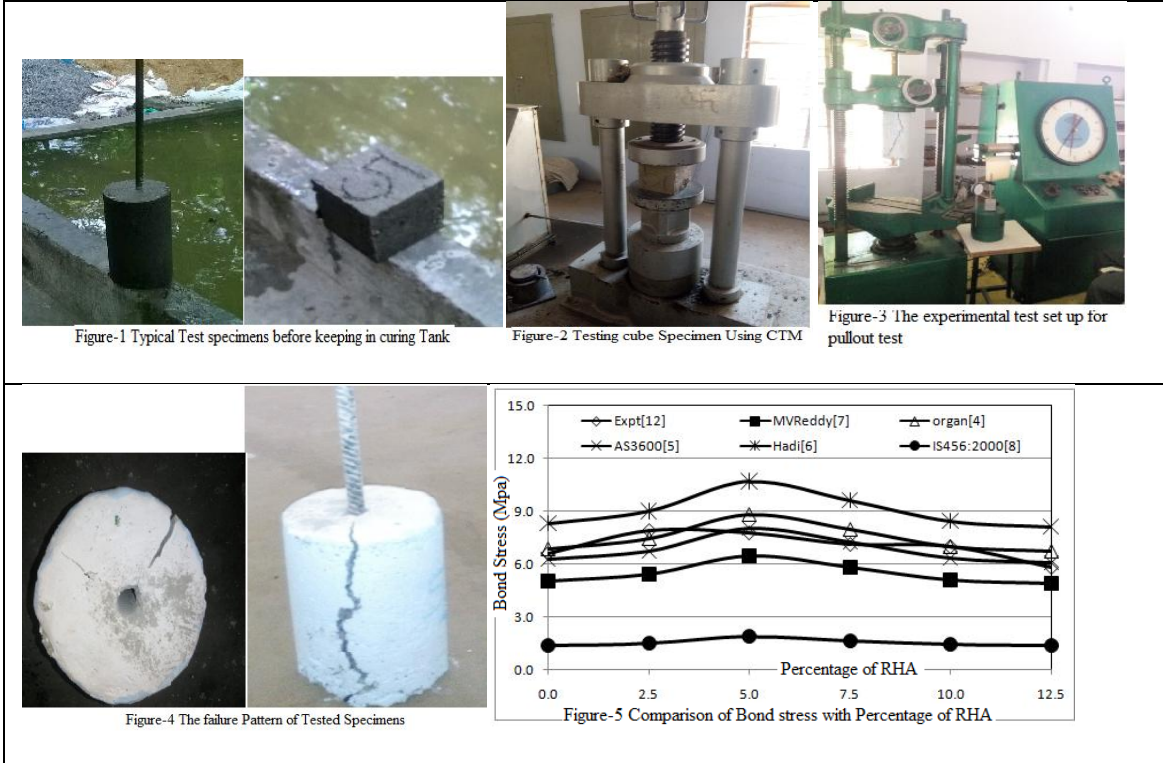 Figure-1 Typical Test specimens before keeping in curing Tank
Figure-2 Testing cube Specimen Using CTM
Figure-3 The experimental test set up for
pullout test
Figure-4 The failure Pattern of Tested Specimens
15.0
12.0
9.0
6.0
3.0
0.0
Bond Stress (Mpa)
Expt[12]
MVReddy[7]
organ[4]
AS3600[5]
Hadi[6]
IS456:2000[8]
Percentage of RHA
0.0 2.5 5.0 7.5 10.0 12.5
Figure-5 Comparison of Bond stress with Percentage of RHA